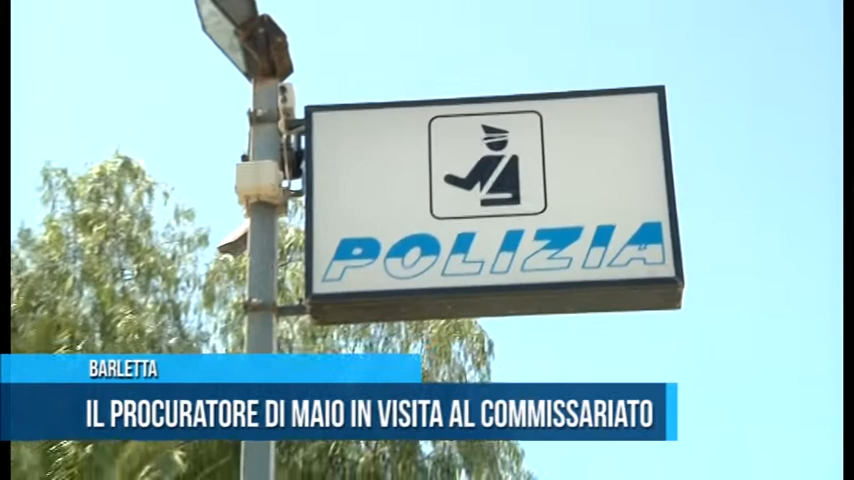 POLIZIA
BARLETTA
IL PROCURATORE DI MAIO IN VISITA AL COMMISSARIATO